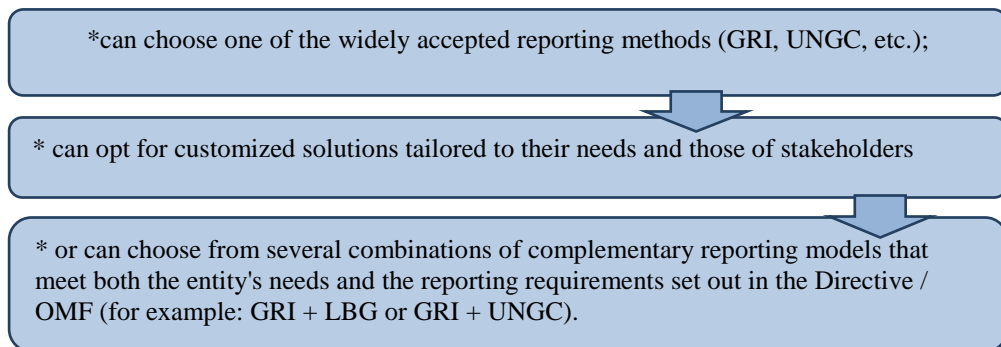 *can choose one of the widely accepted reporting methods (GRI, UNGC, etc.);
* can opt for customized solutions tailored to their needs and those of stakeholders
* or can choose from several combinations of complementary reporting models that
meet both the entity's needs and the reporting requirements set out in the Directive /
OMF (for example: GRI + LBG or GRI + UNGC).